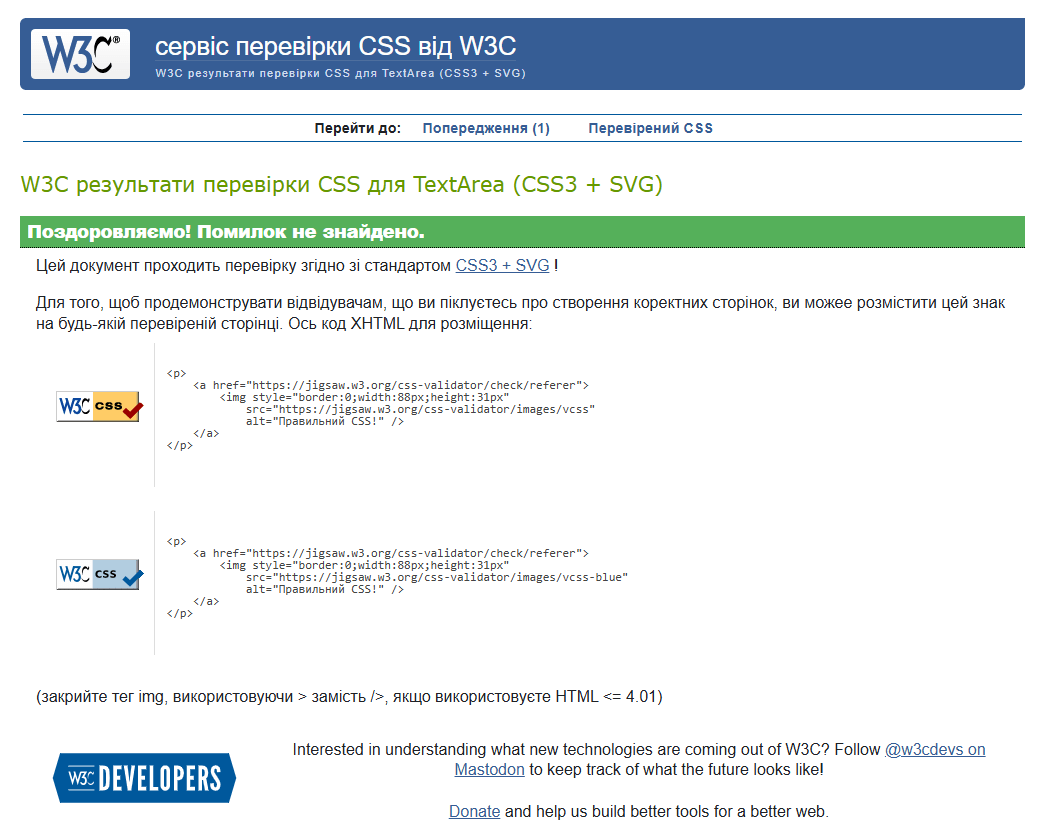 W3C®
сервіс перевірки CSS від W3C
W3C результати перевірки CSS для TextArea (CSS3 + SVG)
Перейти до: Попередження (1) Перевірений CSS
W3C результати перевірки CSS для TextArea (CSS3 + SVG)
Поздоровляємо! Помилок не знайдено.
Цей документ проходить перевірку згідно зі стандартом CSS3 + SVG !
Для того, щоб продемонструвати відвідувачам, що ви піклуєтесь про створення коректних сторінок, ви можее розмістити цей знак
на будь-якій перевіреній сторінці. Ось код XHTML для розміщення:
W3C css
<p>
    <a href="https://jigsaw.w3.org/css-validator/check/referer">
        <img style="border:0;width:88px;height:31px"
            src="https://jigsaw.w3.org/css-validator/images/vcss"
            alt="Правильний CSS!" />
    </a>
</p>
W3C css
<p>
    <a href="https://jigsaw.w3.org/css-validator/check/referer">
        <img style="border:0;width:88px;height:31px"
            src="https://jigsaw.w3.org/css-validator/images/vcss-blue"
            alt="Правильний CSS!" />
    </a>
</p>
(закрийте тег img, використовуючи > замість />, якщо використовуєте HTML <= 4.01)
W3C DEVELOPERS
Interested in understanding what new technologies are coming out of W3C? Follow @w3cdevs on
Mastodon to keep track of what the future looks like!
Donate and help us build better tools for a better web.